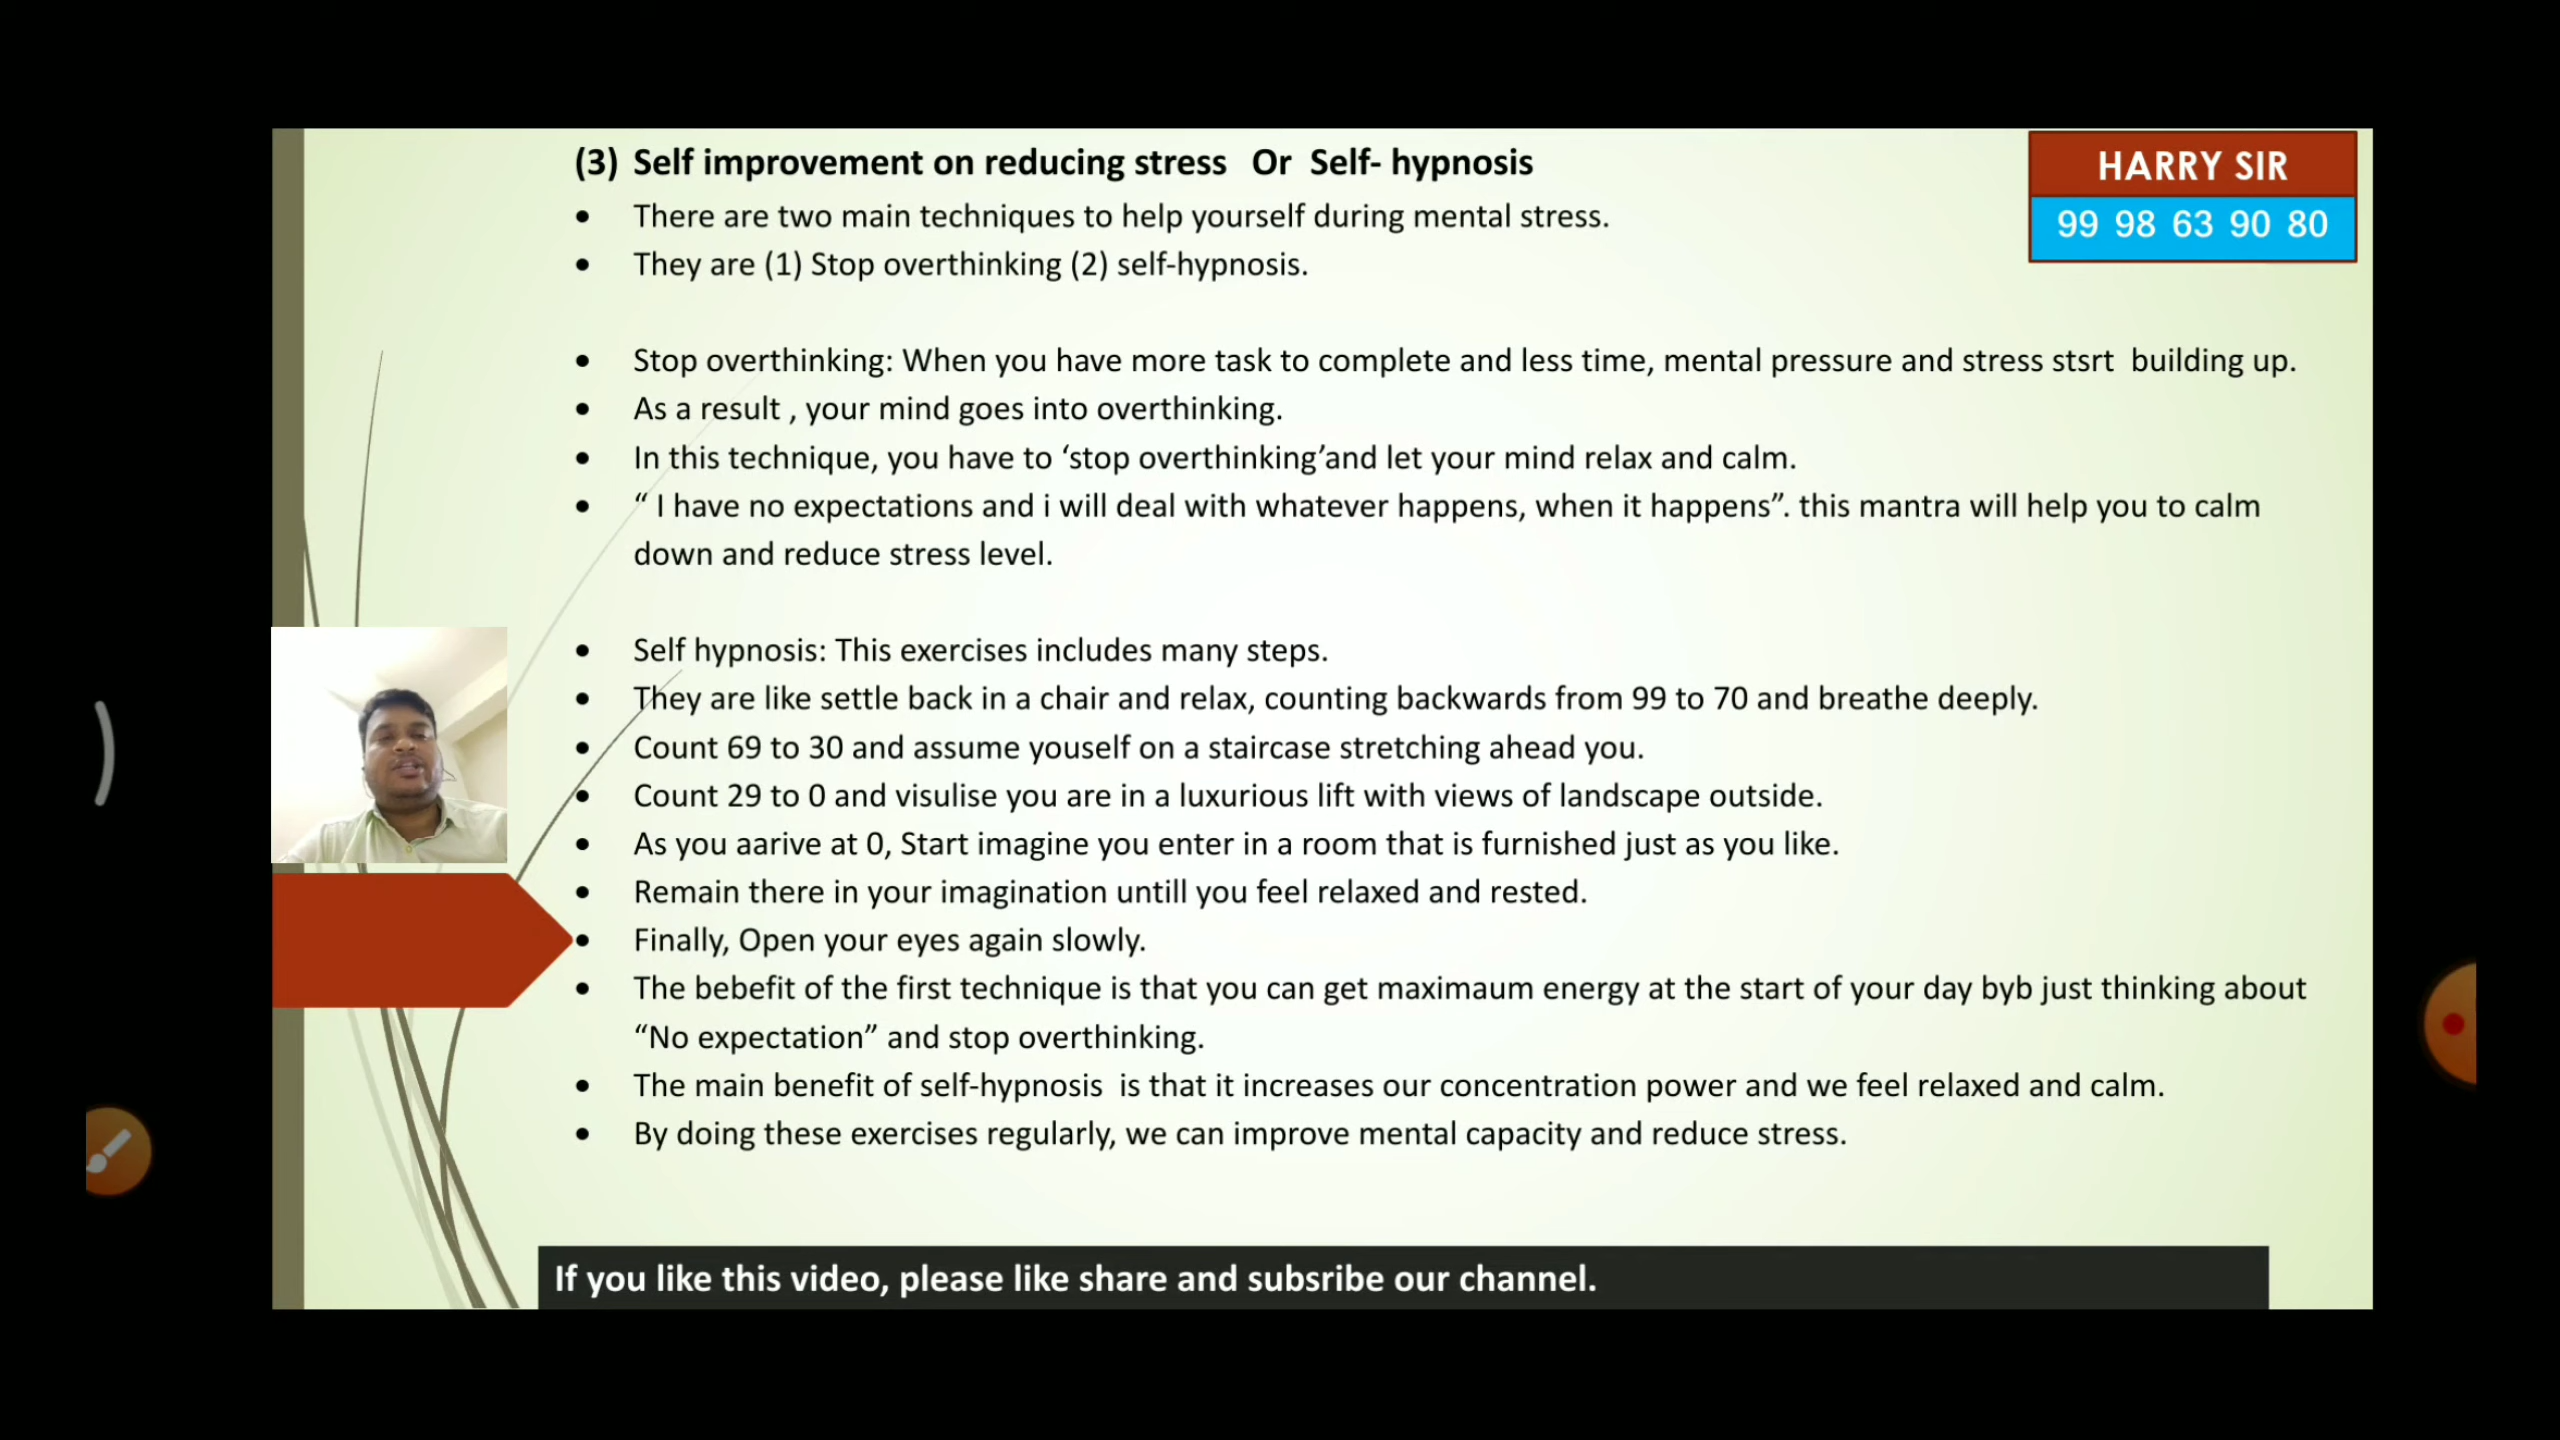 (3) Self improvement on reducing stress Or Self- hypnosis
HARRY SIR
99 98 63 90 80
• There are two main techniques to help yourself during mental stress.
• They are (1) Stop overthinking (2) self-hypnosis.
• Stop overthinking: When you have more task to complete and less time, mental pressure and stress stsrt building up.
• As a result , your mind goes into overthinking.
• In this technique, you have to ‘stop overthinking’and let your mind relax and calm.
• “ I have no expectations and i will deal with whatever happens, when it happens”. this mantra will help you to calm
down and reduce stress level.
• Self hypnosis: This exercises includes many steps.
• They are like settle back in a chair and relax, counting backwards from 99 to 70 and breathe deeply.
• Count 69 to 30 and assume youself on a staircase stretching ahead you.
• Count 29 to 0 and visulise you are in a luxurious lift with views of landscape outside.
• As you aarive at 0, Start imagine you enter in a room that is furnished just as you like.
• Remain there in your imagination untill you feel relaxed and rested.
• Finally, Open your eyes again slowly.
• The bebefit of the first technique is that you can get maximaum energy at the start of your day byb just thinking about
“No expectation” and stop overthinking.
• The main benefit of self-hypnosis is that it increases our concentration power and we feel relaxed and calm.
• By doing these exercises regularly, we can improve mental capacity and reduce stress.
If you like this video, please like share and subsribe our channel.